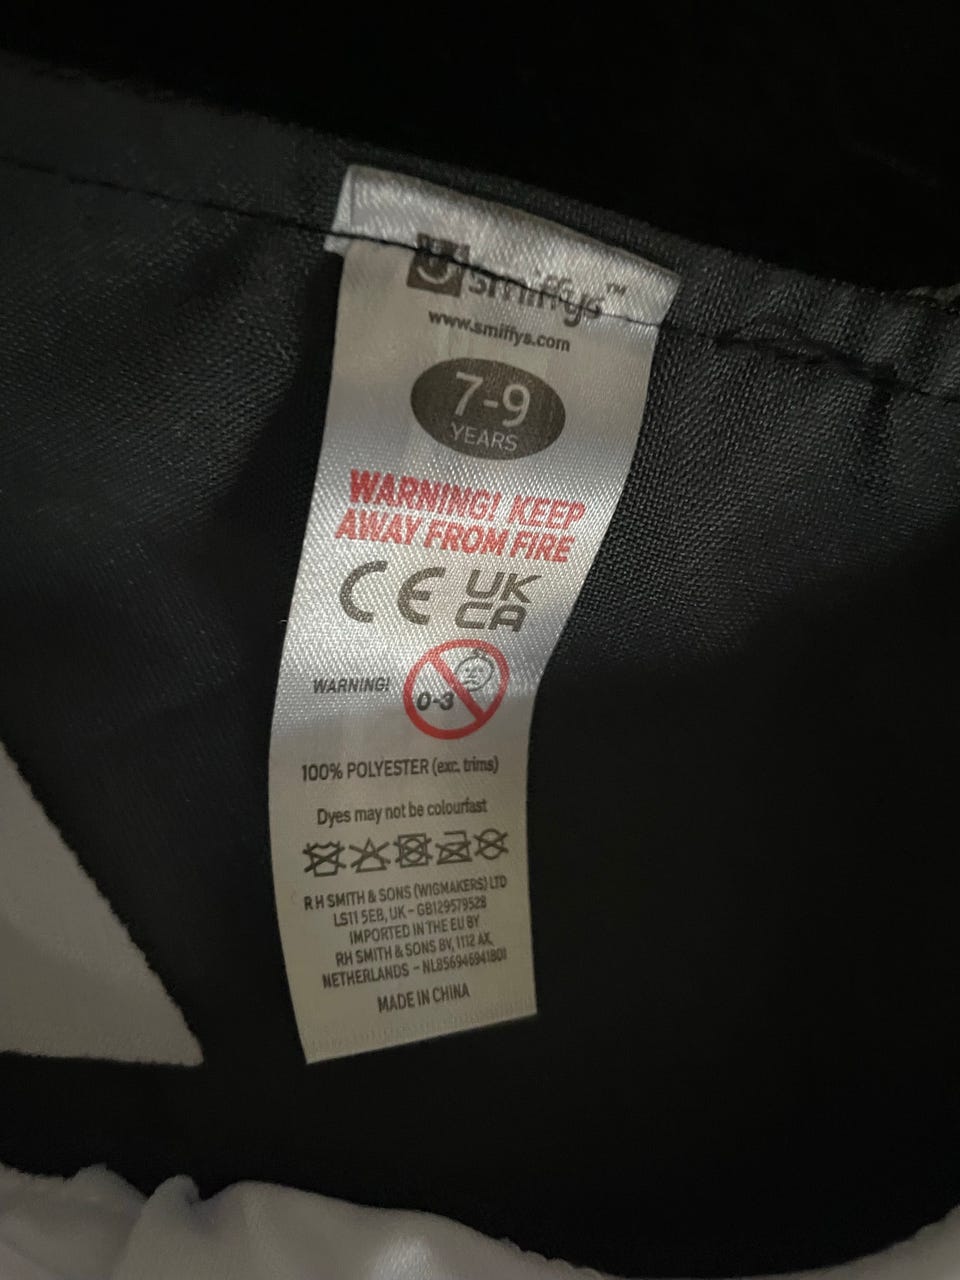 smiffys™
www.smiffys.com
7-9
YEARS
WARNING! KEEP
AWAY FROM FIRE
CE UK
CA
WARNING! 0-3
100% POLYESTER (exc. trims)
Dyes may not be colourfast
R H SMITH & SONS (WIGMAKERS) LTD
LS11 5EB, UK - GB129579528
IMPORTED IN THE EU BY
RH SMITH & SONS BV, 1112 AX,
NETHERLANDS - NL856946941B01
MADE IN CHINA